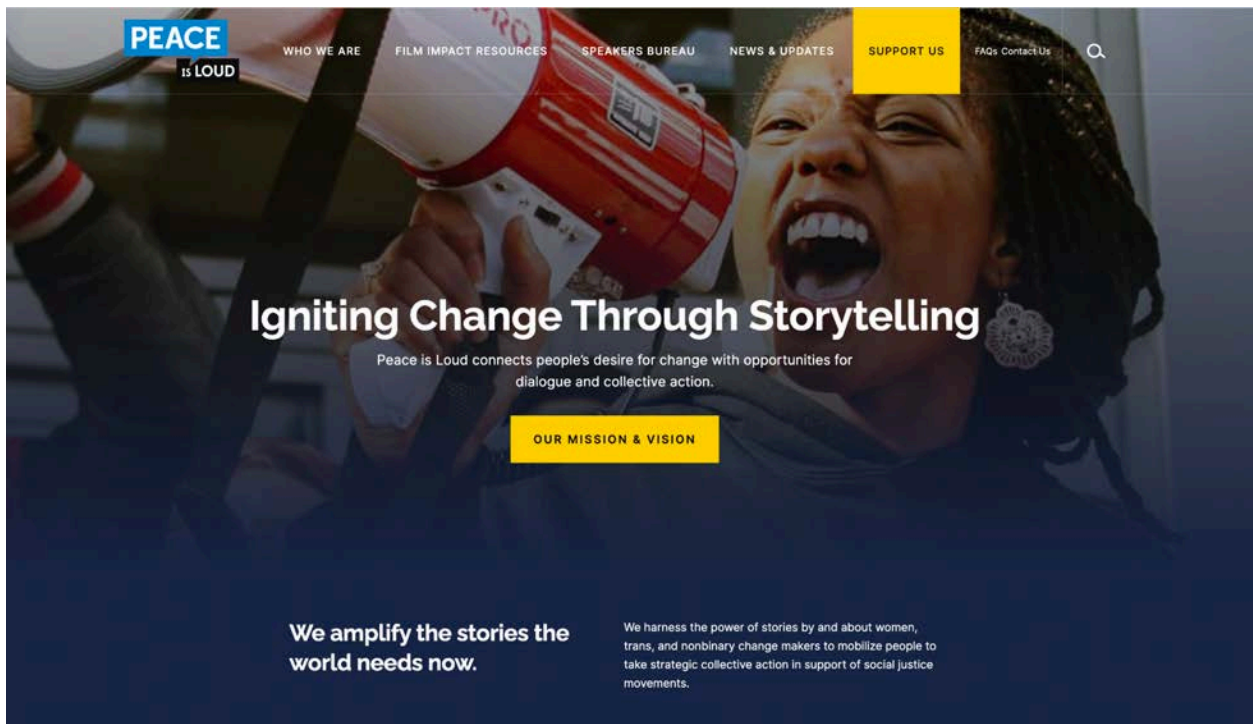 PEACE
IS LOUD
WHO WE ARE
FILM IMPACT RESOURCES
SPEAKERS BUREAU
NEWS & UPDATES
SUPPORT US
FAQs Contact Us
PRO
Igniting Change Through Storytelling
Peace is Loud connects people’s desire for change with opportunities for
dialogue and collective action.
OUR MISSION & VISION
We amplify the stories the
world needs now.
We harness the power of stories by and about women,
trans, and nonbinary change makers to mobilize people to
take strategic collective action in support of social justice
movements.